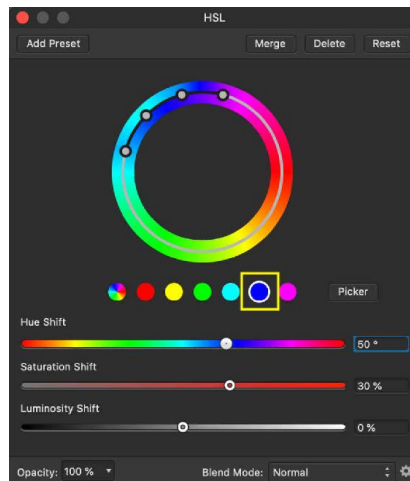 HSL
Add Preset Merge Delete Reset
Picker
Hue Shift
50 °
Saturation Shift
30 %
Luminosity Shift
0 %
Opacity: 100 % Blend Mode: Normal